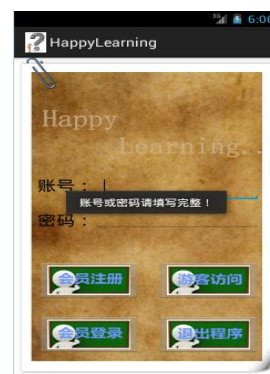 3G 6:06
HappyLearning
Happy
Learning..
账号：
账号或密码请填写完整！
密码：
会员注册 游客访问
会员登录 退出程序